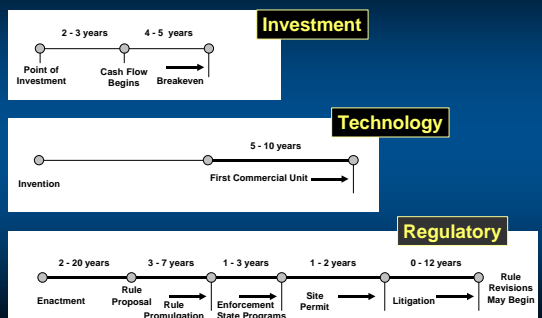 Investment
2 - 3 years
4 - 5 years
Point of
Investment
Cash Flow
Begins
Breakeven
Technology
5 - 10 years
Invention
First Commercial Unit
Regulatory
2 - 20 years
3 - 7 years
1 - 3 years
1 - 2 years
0 - 12 years
Enactment
Rule
Proposal
Rule
Promulgation
Enforcement
State Programs
Site
Permit
Litigation
Rule
Revisions
May Begin